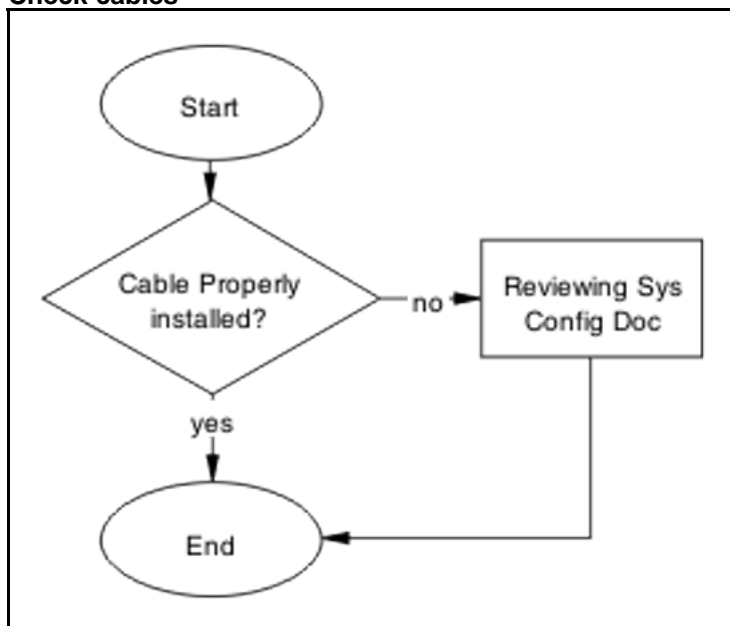 Check cables
Start
Cable Properly
installed?
no
Reviewing Sys
Config Doc
yes
End